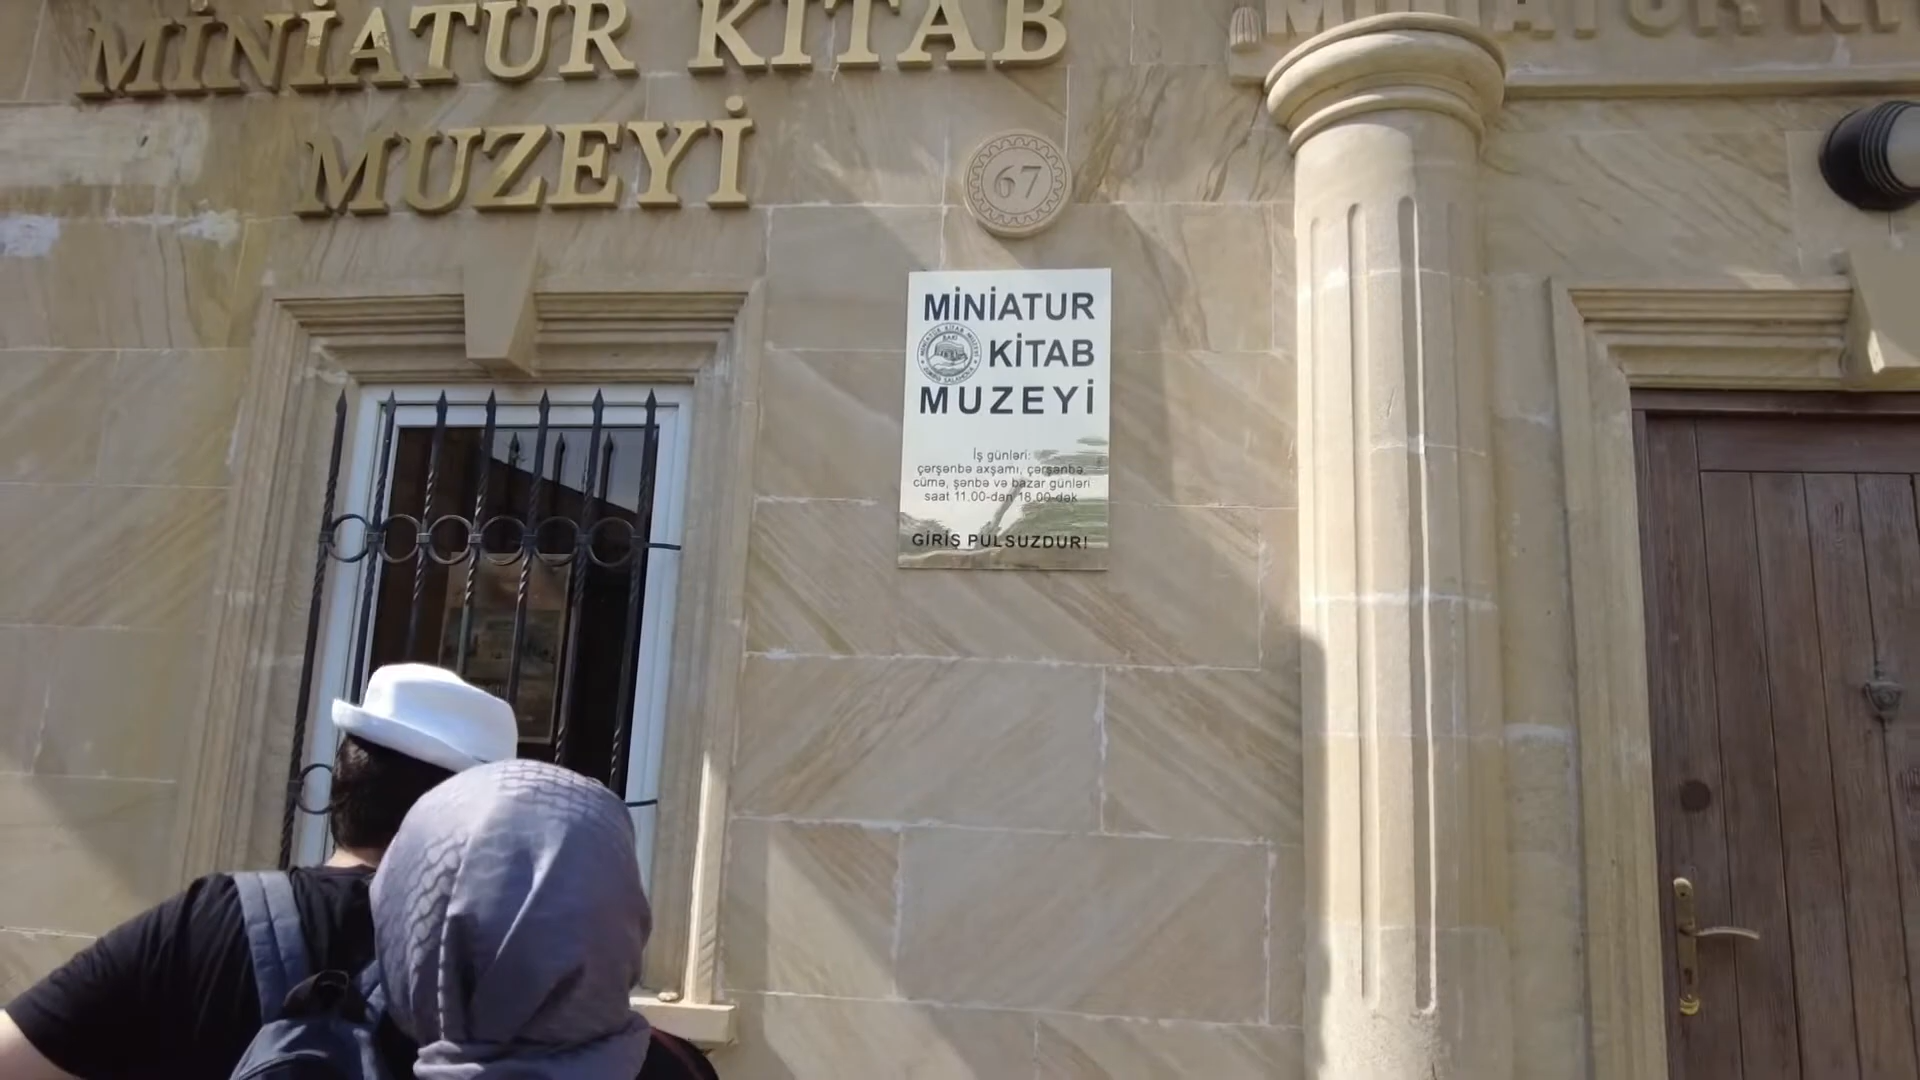 MİNİATUR KİTAB
MUZEYİ
67
MİNİATUR
KİTAB
MUZEYİ
BAKI
İş günləri:
çərşənbə axşamı, çərşənbə
cümə, şənbə və bazar günləri
saat 11.00-dan 18.00-dək
GİRİŞ PULSUZDUR!